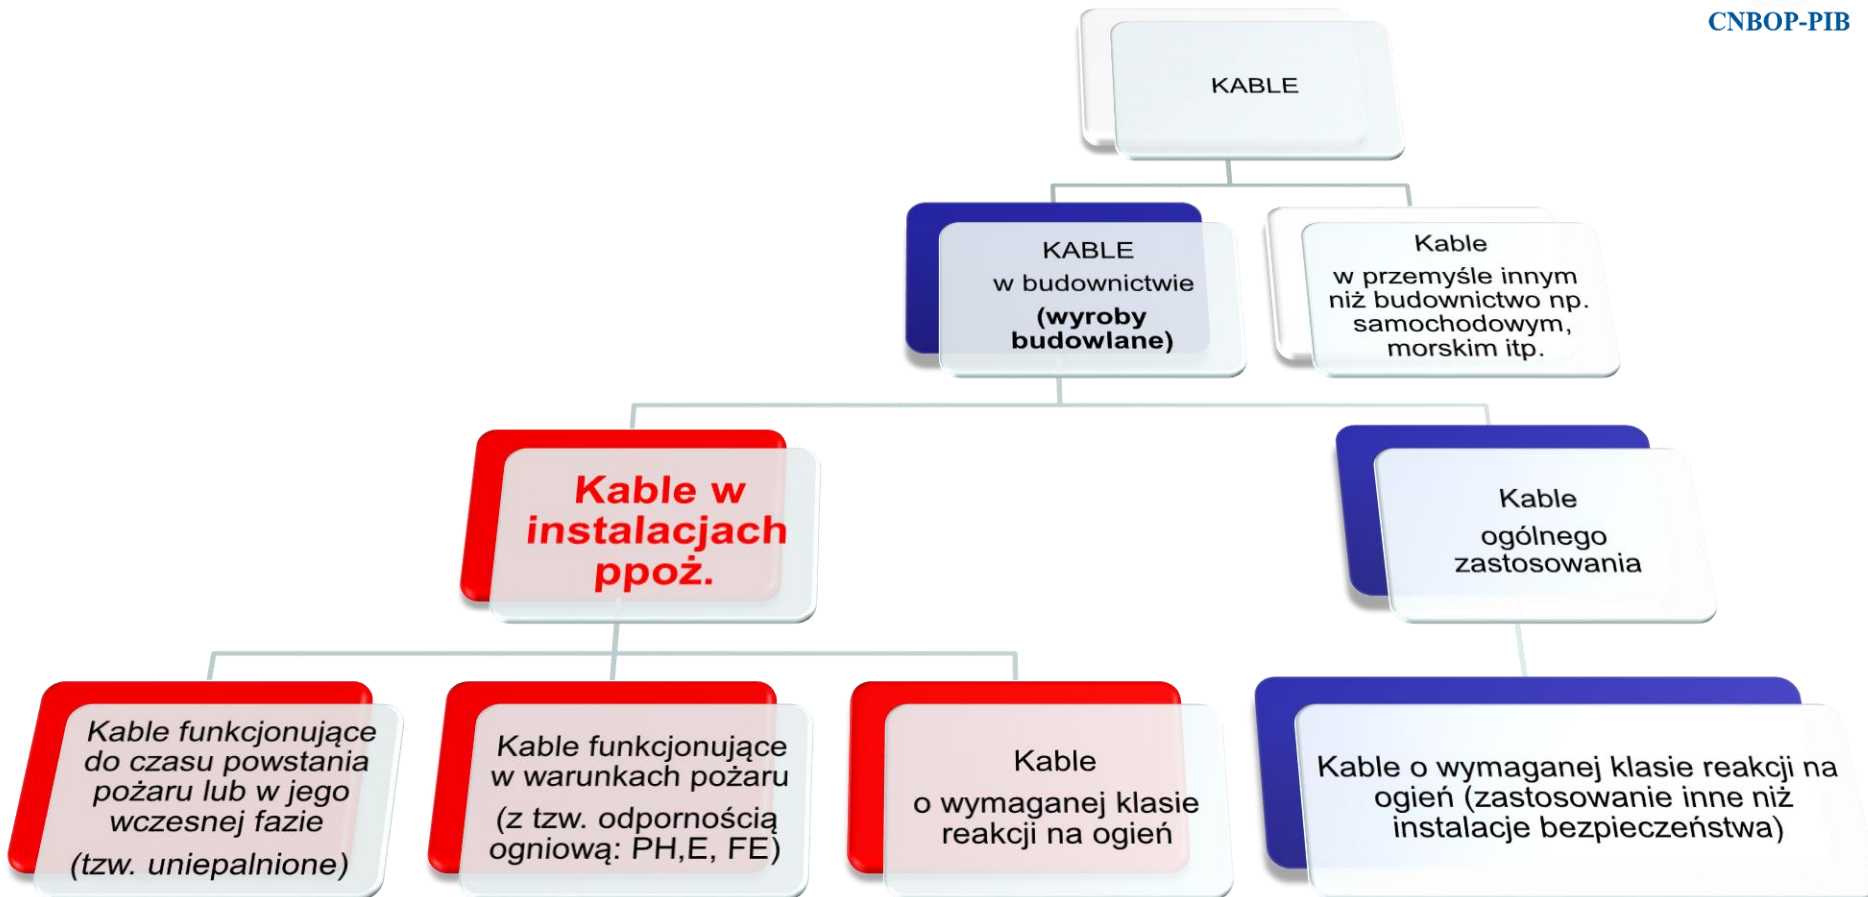 CNBOP-PIB
KABLE
KABLE
w budownictwie
(wyroby
budowlane)
Kable
w przemyśle innym
niż budownictwo np.
samochodowym,
morskim itp.
Kable w
instalacjach
ppoż.
Kable
ogólnego
zastosowania
Kable funkcjonujące
do czasu powstania
pożaru lub w jego
wczesnej fazie
(tzw. uniepalnione)
Kable funkcjonujące
w warunkach pożaru
(z tzw. odpornością
ogniową: PH,E, FE)
Kable
o wymaganej klasie
reakcji na ogień
Kable o wymaganej klasie reakcji na
ogień (zastosowanie inne niż
instalacje bezpieczeństwa)